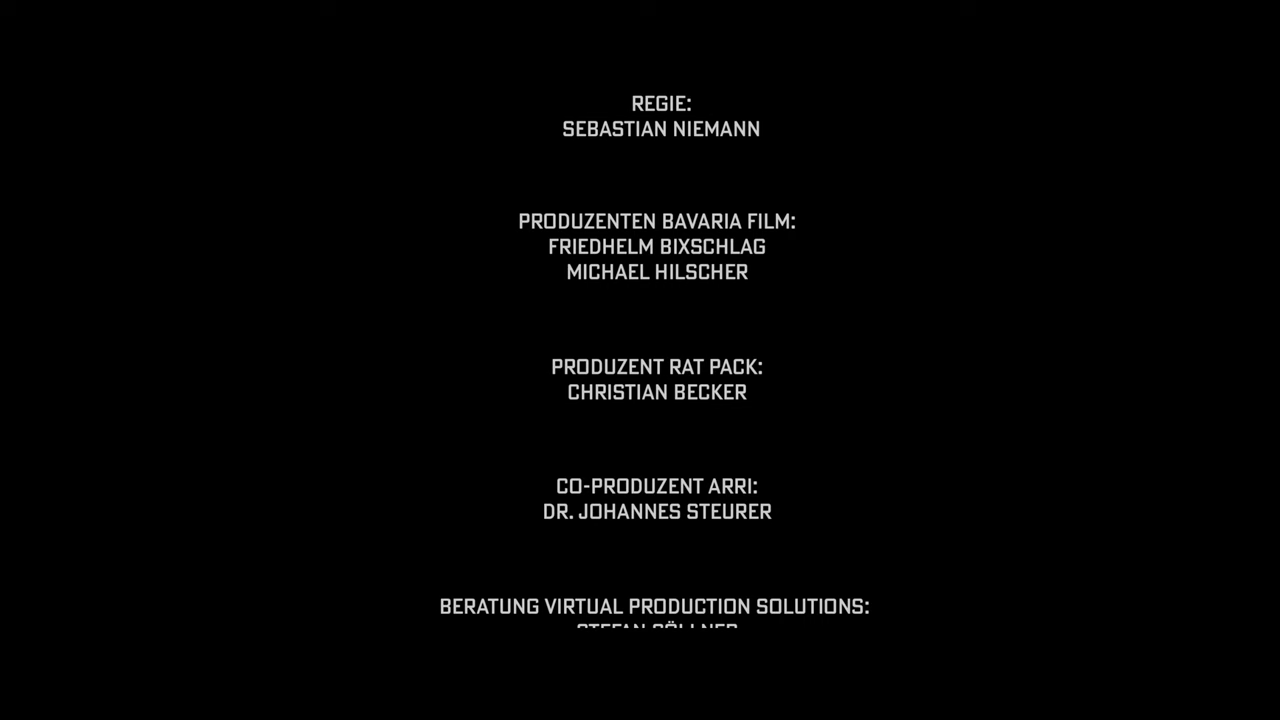 REGIE:
SEBASTIAN NIEMANN
PRODUZENTEN BAVARIA FILM:
FRIEDHELM BIXSCHLAG
MICHAEL HILSCHER
PRODUZENT RAT PACK:
CHRISTIAN BECKER
CO-PRODUZENT ARRI:
DR. JOHANNES STEURER
BERATUNG VIRTUAL PRODUCTION SOLUTIONS:
STEFAN